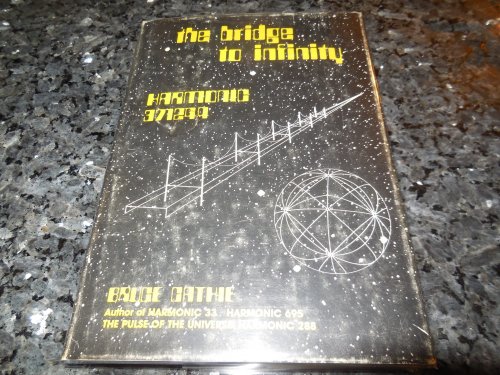 the bridge
to infinity
HARMONIC
371244
BRUCE CATHIE
Author of HARMONIC 33 HARMONIC 695
THE PULSE OF THE UNIVERSE HARMONIC 288